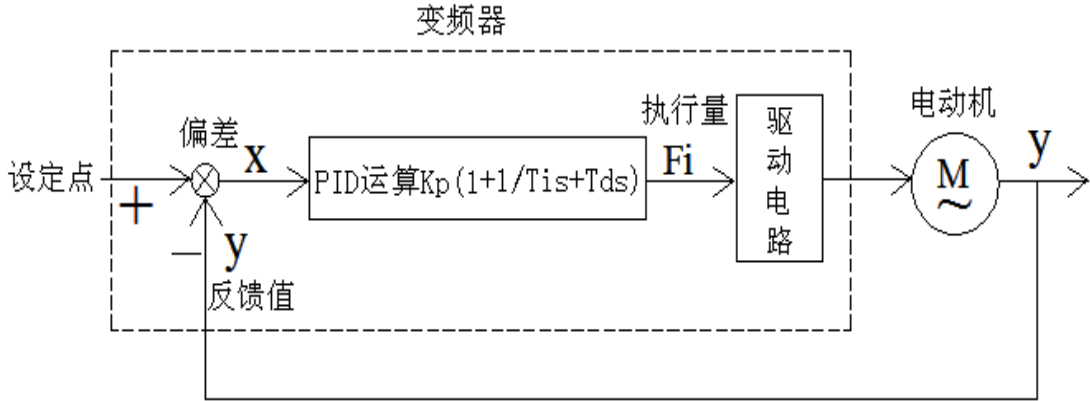 变频器
设定点
+
偏差
x
PID运算Kp(1+1/Tis+Tds)
执行量
Fi
驱动电路
电动机
M
~
y
−
y
反馈值